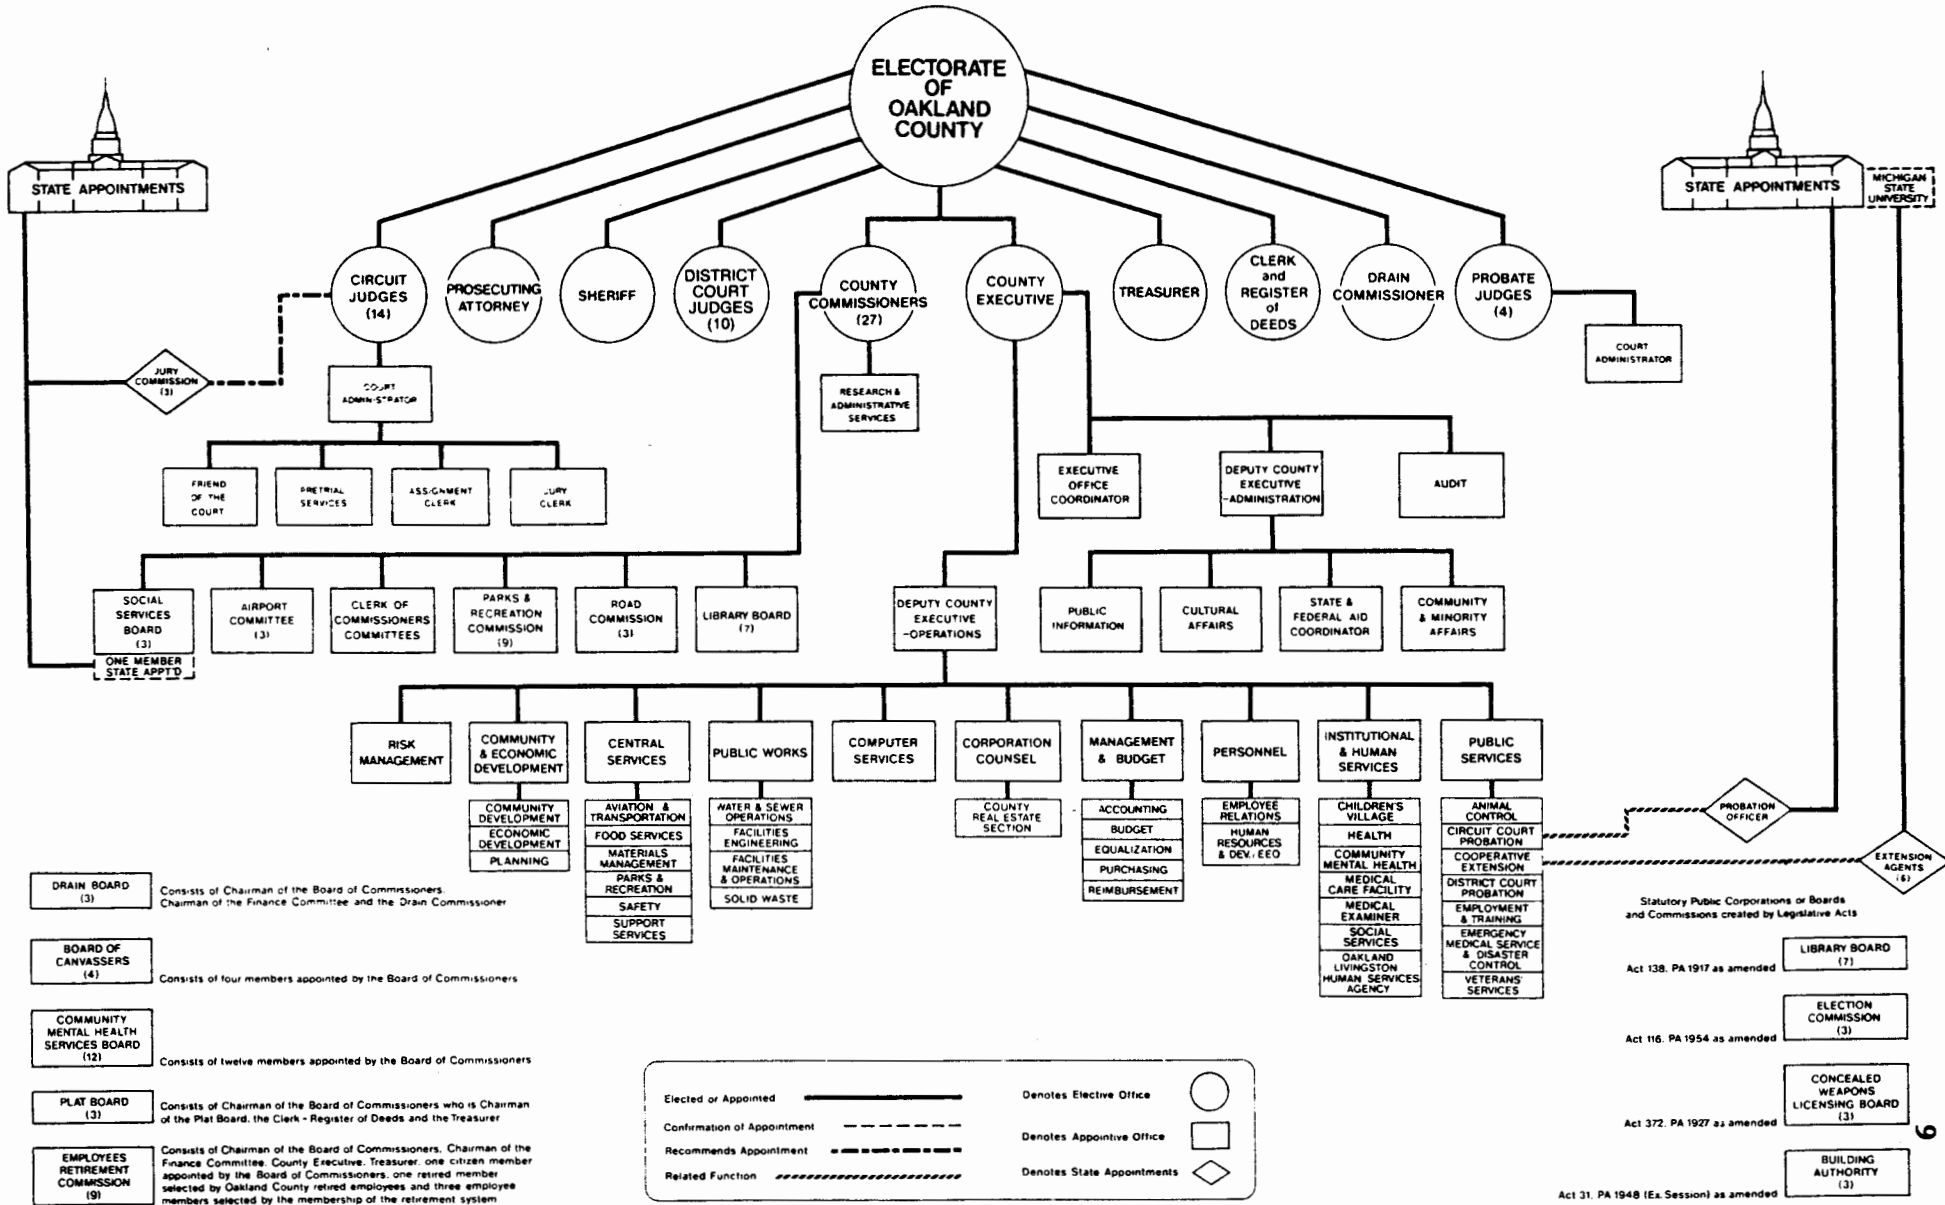 ELECTORATE
OF
OAKLAND
COUNTY
STATE APPOINTMENTS
STATE APPOINTMENTS
MICHIGAN
STATE
UNIVERSITY
CIRCUIT
JUDGES
(14)
PROSECUTING
ATTORNEY
SHERIFF
DISTRICT
COURT
JUDGES
(10)
COUNTY
COMMISSIONERS
(27)
COUNTY
EXECUTIVE
TREASURER
CLERK
and
REGISTER
of
DEEDS
DRAIN
COMMISSIONER
PROBATE
JUDGES
(4)
JURY
COMMISSION
(3)
COURT
ADMINISTRATOR
RESEARCH &
ADMINISTRATIVE
SERVICES
COURT
ADMINISTRATOR
FRIEND
OF THE
COURT
PRETRIAL
SERVICES
ASSIGNMENT
CLERK
JURY
CLERK
EXECUTIVE
OFFICE
COORDINATOR
DEPUTY COUNTY
EXECUTIVE
-ADMINISTRATION
AUDIT
SOCIAL
SERVICES
BOARD
(3)
ONE MEMBER
STATE APPT'D
AIRPORT
COMMITTEE
(3)
CLERK OF
COMMISSIONERS
COMMITTEES
PARKS &
RECREATION
COMMISSION
(9)
ROAD
COMMISSION
(3)
LIBRARY BOARD
(7)
DEPUTY COUNTY
EXECUTIVE
-OPERATIONS
PUBLIC
INFORMATION
CULTURAL
AFFAIRS
STATE &
FEDERAL AID
COORDINATOR
COMMUNITY
& MINORITY
AFFAIRS
RISK
MANAGEMENT
COMMUNITY
& ECONOMIC
DEVELOPMENT
CENTRAL
SERVICES
PUBLIC WORKS
COMPUTER
SERVICES
CORPORATION
COUNSEL
MANAGEMENT
& BUDGET
PERSONNEL
INSTITUTIONAL
& HUMAN
SERVICES
PUBLIC
SERVICES
COMMUNITY
DEVELOPMENT
ECONOMIC
DEVELOPMENT
PLANNING
AVIATION &
TRANSPORTATION
FOOD SERVICES
MATERIALS
MANAGEMENT
PARKS &
RECREATION
SAFETY
SUPPORT
SERVICES
WATER & SEWER
OPERATIONS
FACILITIES
ENGINEERING
FACILITIES
MAINTENANCE
& OPERATIONS
SOLID WASTE
COUNTY
REAL ESTATE
SECTION
ACCOUNTING
BUDGET
EQUALIZATION
PURCHASING
REIMBURSEMENT
EMPLOYEE
RELATIONS
HUMAN
RESOURCES
& DEV./EEO
CHILDREN'S
VILLAGE
HEALTH
COMMUNITY
MENTAL HEALTH
MEDICAL
CARE FACILITY
MEDICAL
EXAMINER
SOCIAL
SERVICES
OAKLAND
LIVINGSTON
HUMAN SERVICES
AGENCY
ANIMAL
CONTROL
CIRCUIT COURT
PROBATION
COOPERATIVE
EXTENSION
DISTRICT COURT
PROBATION
EMPLOYMENT
& TRAINING
EMERGENCY
MEDICAL SERVICE
& DISASTER
CONTROL
VETERANS'
SERVICES
PROBATION
OFFICER
EXTENSION
AGENTS
(6)
DRAIN BOARD
(3)
Consists of Chairman of the Board of Commissioners.
Chairman of the Finance Committee and the Drain Commissioner
BOARD OF
CANVASSERS
(4)
Consists of four members appointed by the Board of Commissioners
COMMUNITY
MENTAL HEALTH
SERVICES BOARD
(12)
Consists of twelve members appointed by the Board of Commissioners
PLAT BOARD
(3)
Consists of Chairman of the Board of Commissioners who is Chairman
of the Plat Board, the Clerk - Register of Deeds and the Treasurer
EMPLOYEES
RETIREMENT
COMMISSION
(9)
Consists of Chairman of the Board of Commissioners, Chairman of the
Finance Committee, County Executive, Treasurer, one citizen member
appointed by the Board of Commissioners, one retired member
selected by Oakland County retired employees and three employee
members selected by the membership of the retirement system
Elected or Appointed
Confirmation of Appointment
Recommends Appointment
Related Function
Denotes Elective Office
Denotes Appointive Office
Denotes State Appointments
Statutory Public Corporations or Boards
and Commissions created by Legislative Acts
Act 138, PA 1917 as amended
LIBRARY BOARD
(7)
Act 116, PA 1954 as amended
ELECTION
COMMISSION
(3)
Act 372, PA 1927 as amended
CONCEALED
WEAPONS
LICENSING BOARD
(3)
Act 31, PA 1948 (Ex. Session) as amended
BUILDING
AUTHORITY
(3)
9